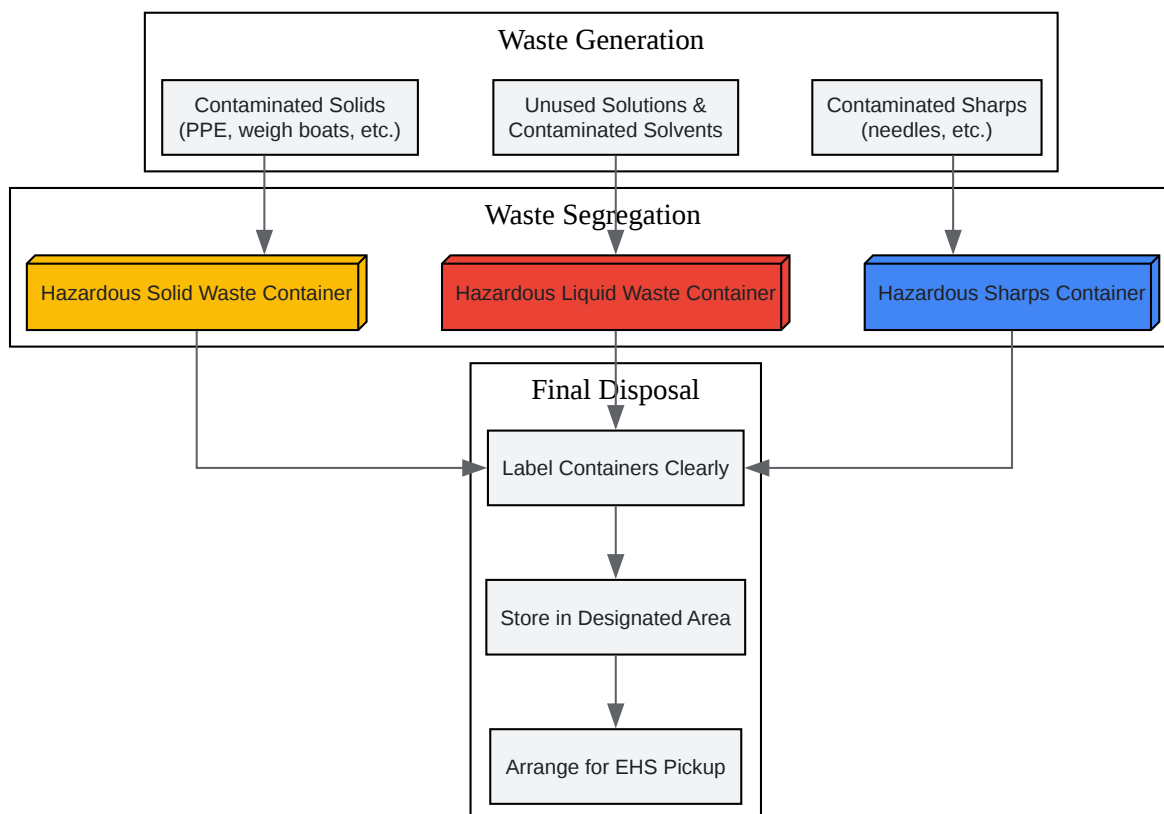 Waste Generation
Contaminated Solids
(PPE, weigh boats, etc.)
Unused Solutions &
Contaminated Solvents
Contaminated Sharps
(needles, etc.)
Waste Segregation
Hazardous Solid Waste Container
Hazardous Liquid Waste Container
Hazardous Sharps Container
Final Disposal
Label Containers Clearly
Store in Designated Area
Arrange for EHS Pickup